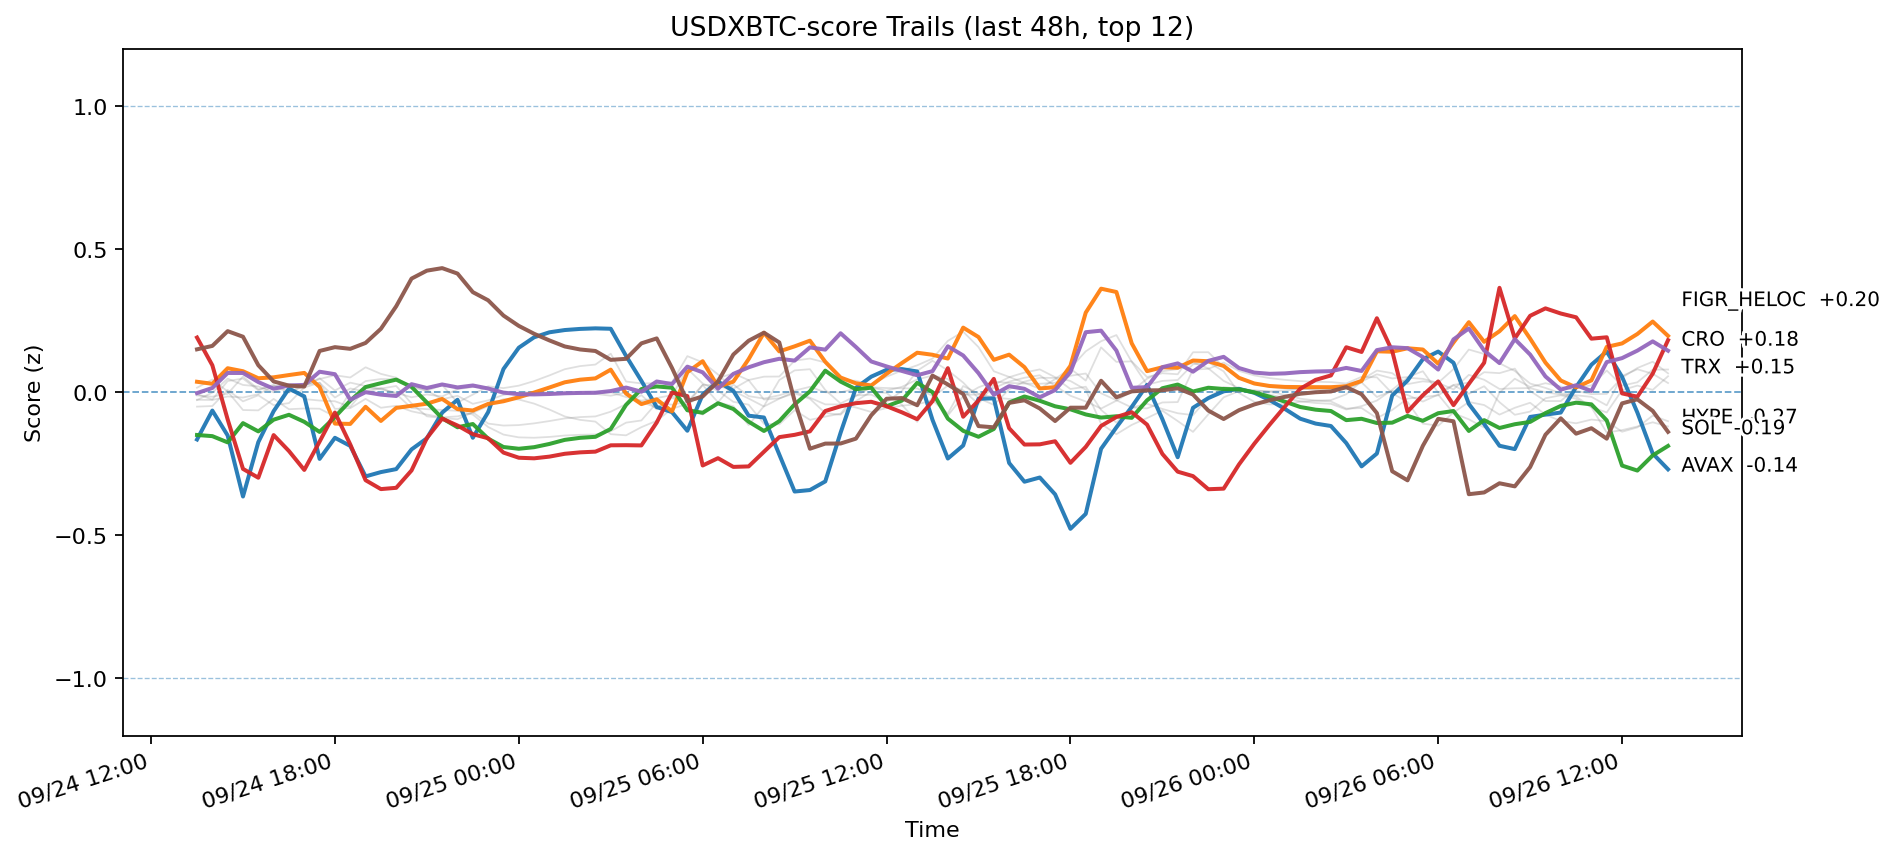 USDXBTC-score Trails (last 48h, top 12)
Score (z)
1.0
0.5
0.0
−0.5
−1.0
FIGR_HELOC +0.20
CRO +0.18
TRX +0.15
HYPE -0.27
SOL -0.19
AVAX -0.14
09/24 12:00
09/24 18:00
09/25 00:00
09/25 06:00
09/25 12:00
09/25 18:00
09/26 00:00
09/26 06:00
09/26 12:00
Time